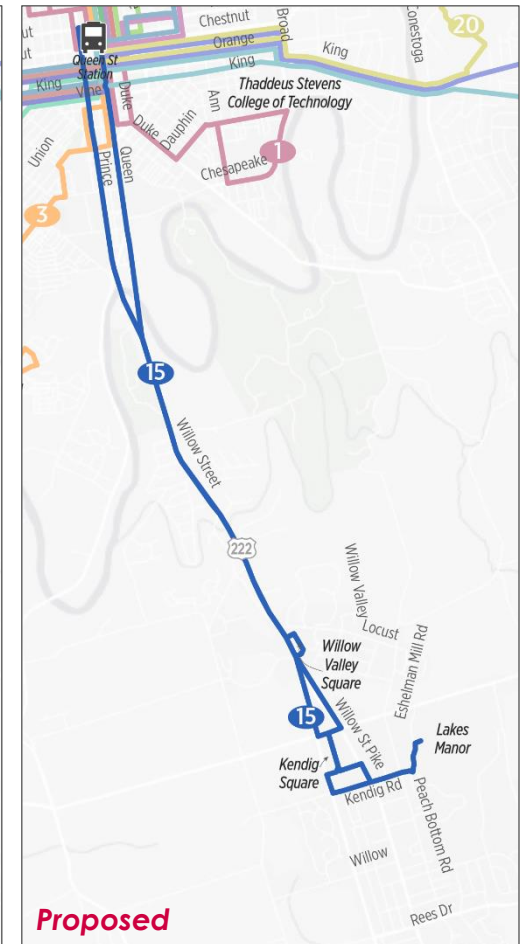 Chestnut
Broad
Conestoga
20
ut
Orange
King
Queen St
Station
King
ut
King
Vine
Duke
Thaddeus Stevens
College of Technology
Ann
Duke
Dauphin
Union
Prince
Queen
Chesapeake
1
3
15
Willow Street
222
Willow Valley
Locust
Eshelman Mill Rd
Willow
Valley
Square
15
Willow St Pike
Lakes
Manor
Kendig
Square
Kendig Rd
Peach Bottom Rd
Willow
Rees Dr
Proposed